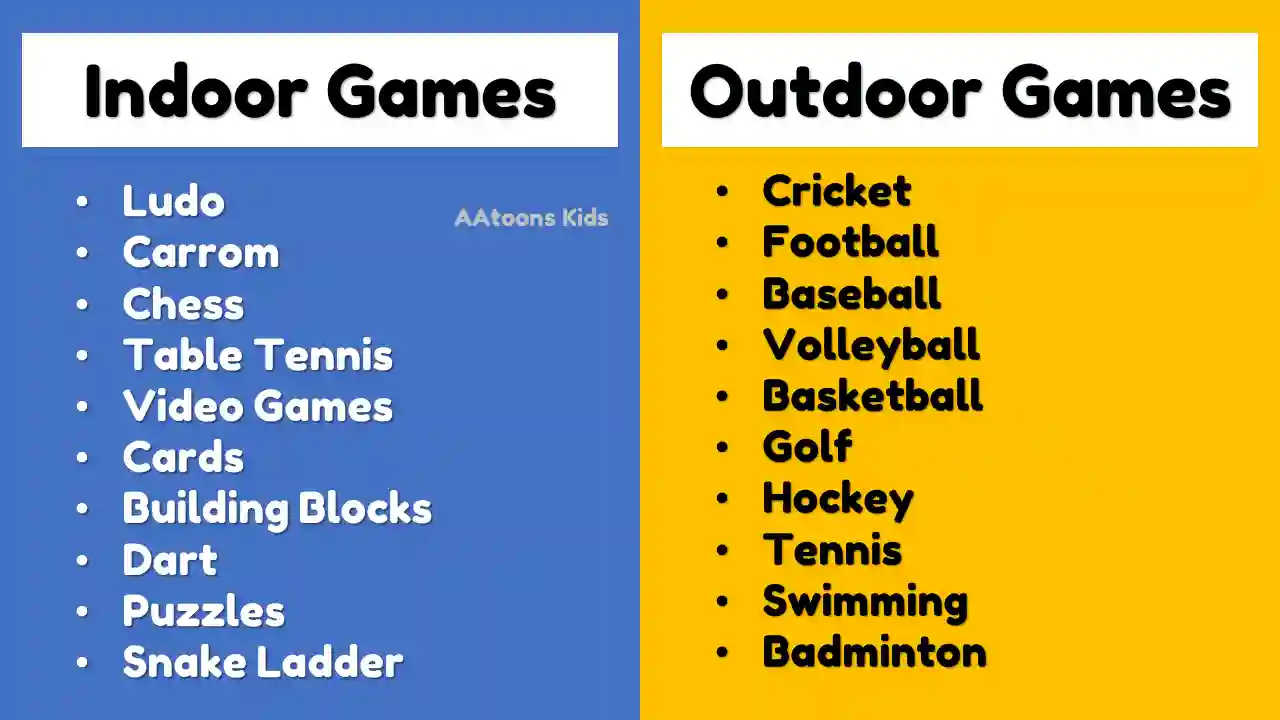 Indoor Games
• Ludo
• Carrom
• Chess
• Table Tennis
• Video Games
• Cards
• Building Blocks
• Dart
• Puzzles
• Snake Ladder
AAtoons Kids
Outdoor Games
• Cricket
• Football
• Baseball
• Volleyball
• Basketball
• Golf
• Hockey
• Tennis
• Swimming
• Badminton